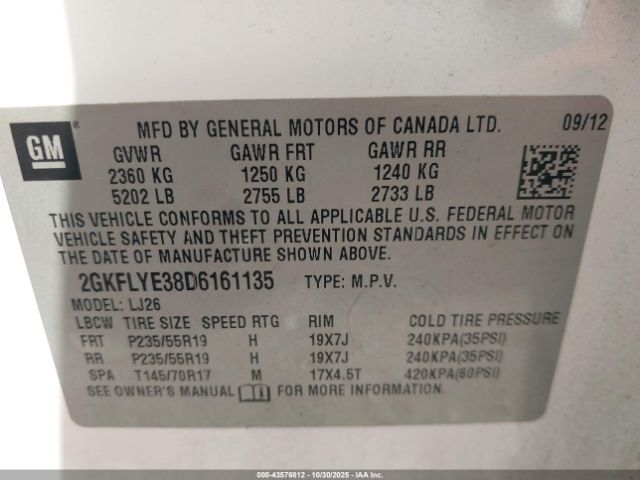 GM
MFD BY GENERAL MOTORS OF CANADA LTD. 09/12
GVWR GAWR FRT GAWR RR
2360 KG 1250 KG 1240 KG
5202 LB 2755 LB 2733 LB
THIS VEHICLE CONFORMS TO ALL APPLICABLE U.S. FEDERAL MOTOR
VEHICLE SAFETY AND THEFT PREVENTION STANDARDS IN EFFECT ON
THE DATE OF MANUFACTURE SHOWN ABOVE.
2GKFLYE38D6161135 TYPE: M.P.V.
MODEL: LJ26
LBCW TIRE SIZE SPEED RTG RIM COLD TIRE PRESSURE
FRT P235/55R19 H 19X7J 240KPA(35PSI)
RR P235/55R19 H 19X7J 240KPA(35PSI)
SPA T145/70R17 M 17X4.5T 420KPA(60PSI)
SEE OWNER'S MANUAL FOR MORE INFORMATION.
000-43576812 - 10/30/2025 - Copyright IAA, LLC.